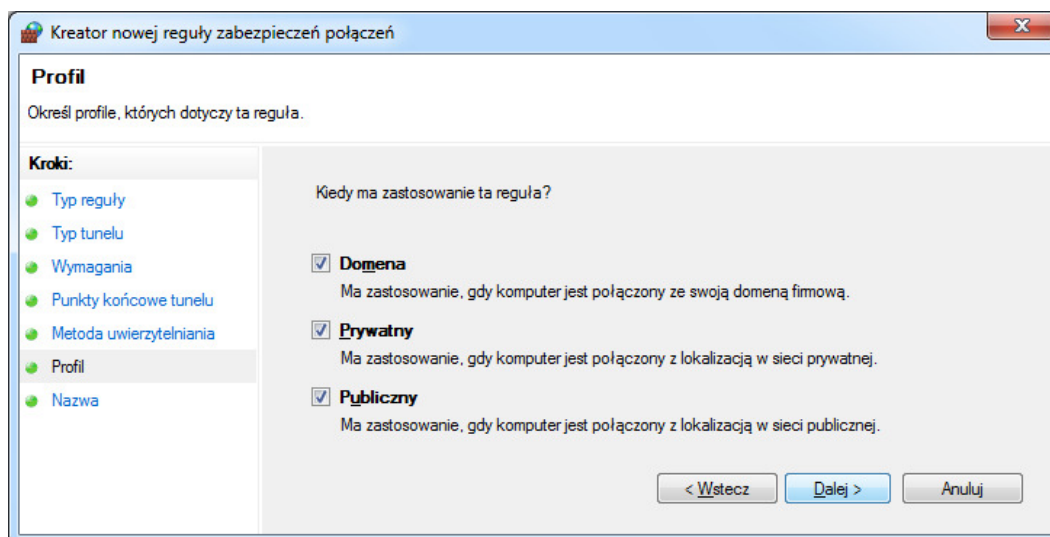 Kreator nowej reguły zabezpieczeń połączeń
Profil
Określ profile, których dotyczy ta reguła.
Kroki:
Typ reguły
Typ tunelu
Wymagania
Punkty końcowe tunelu
Metoda uwierzytelniania
Profil
Nazwa
Kiedy ma zastosowanie ta reguła?
Domena
Ma zastosowanie, gdy komputer jest połączony ze swoją domeną firmową.
Prywatny
Ma zastosowanie, gdy komputer jest połączony z lokalizacją w sieci prywatnej.
Publiczny
Ma zastosowanie, gdy komputer jest połączony z lokalizacją w sieci publicznej.
< Wstecz Dalej > Anuluj